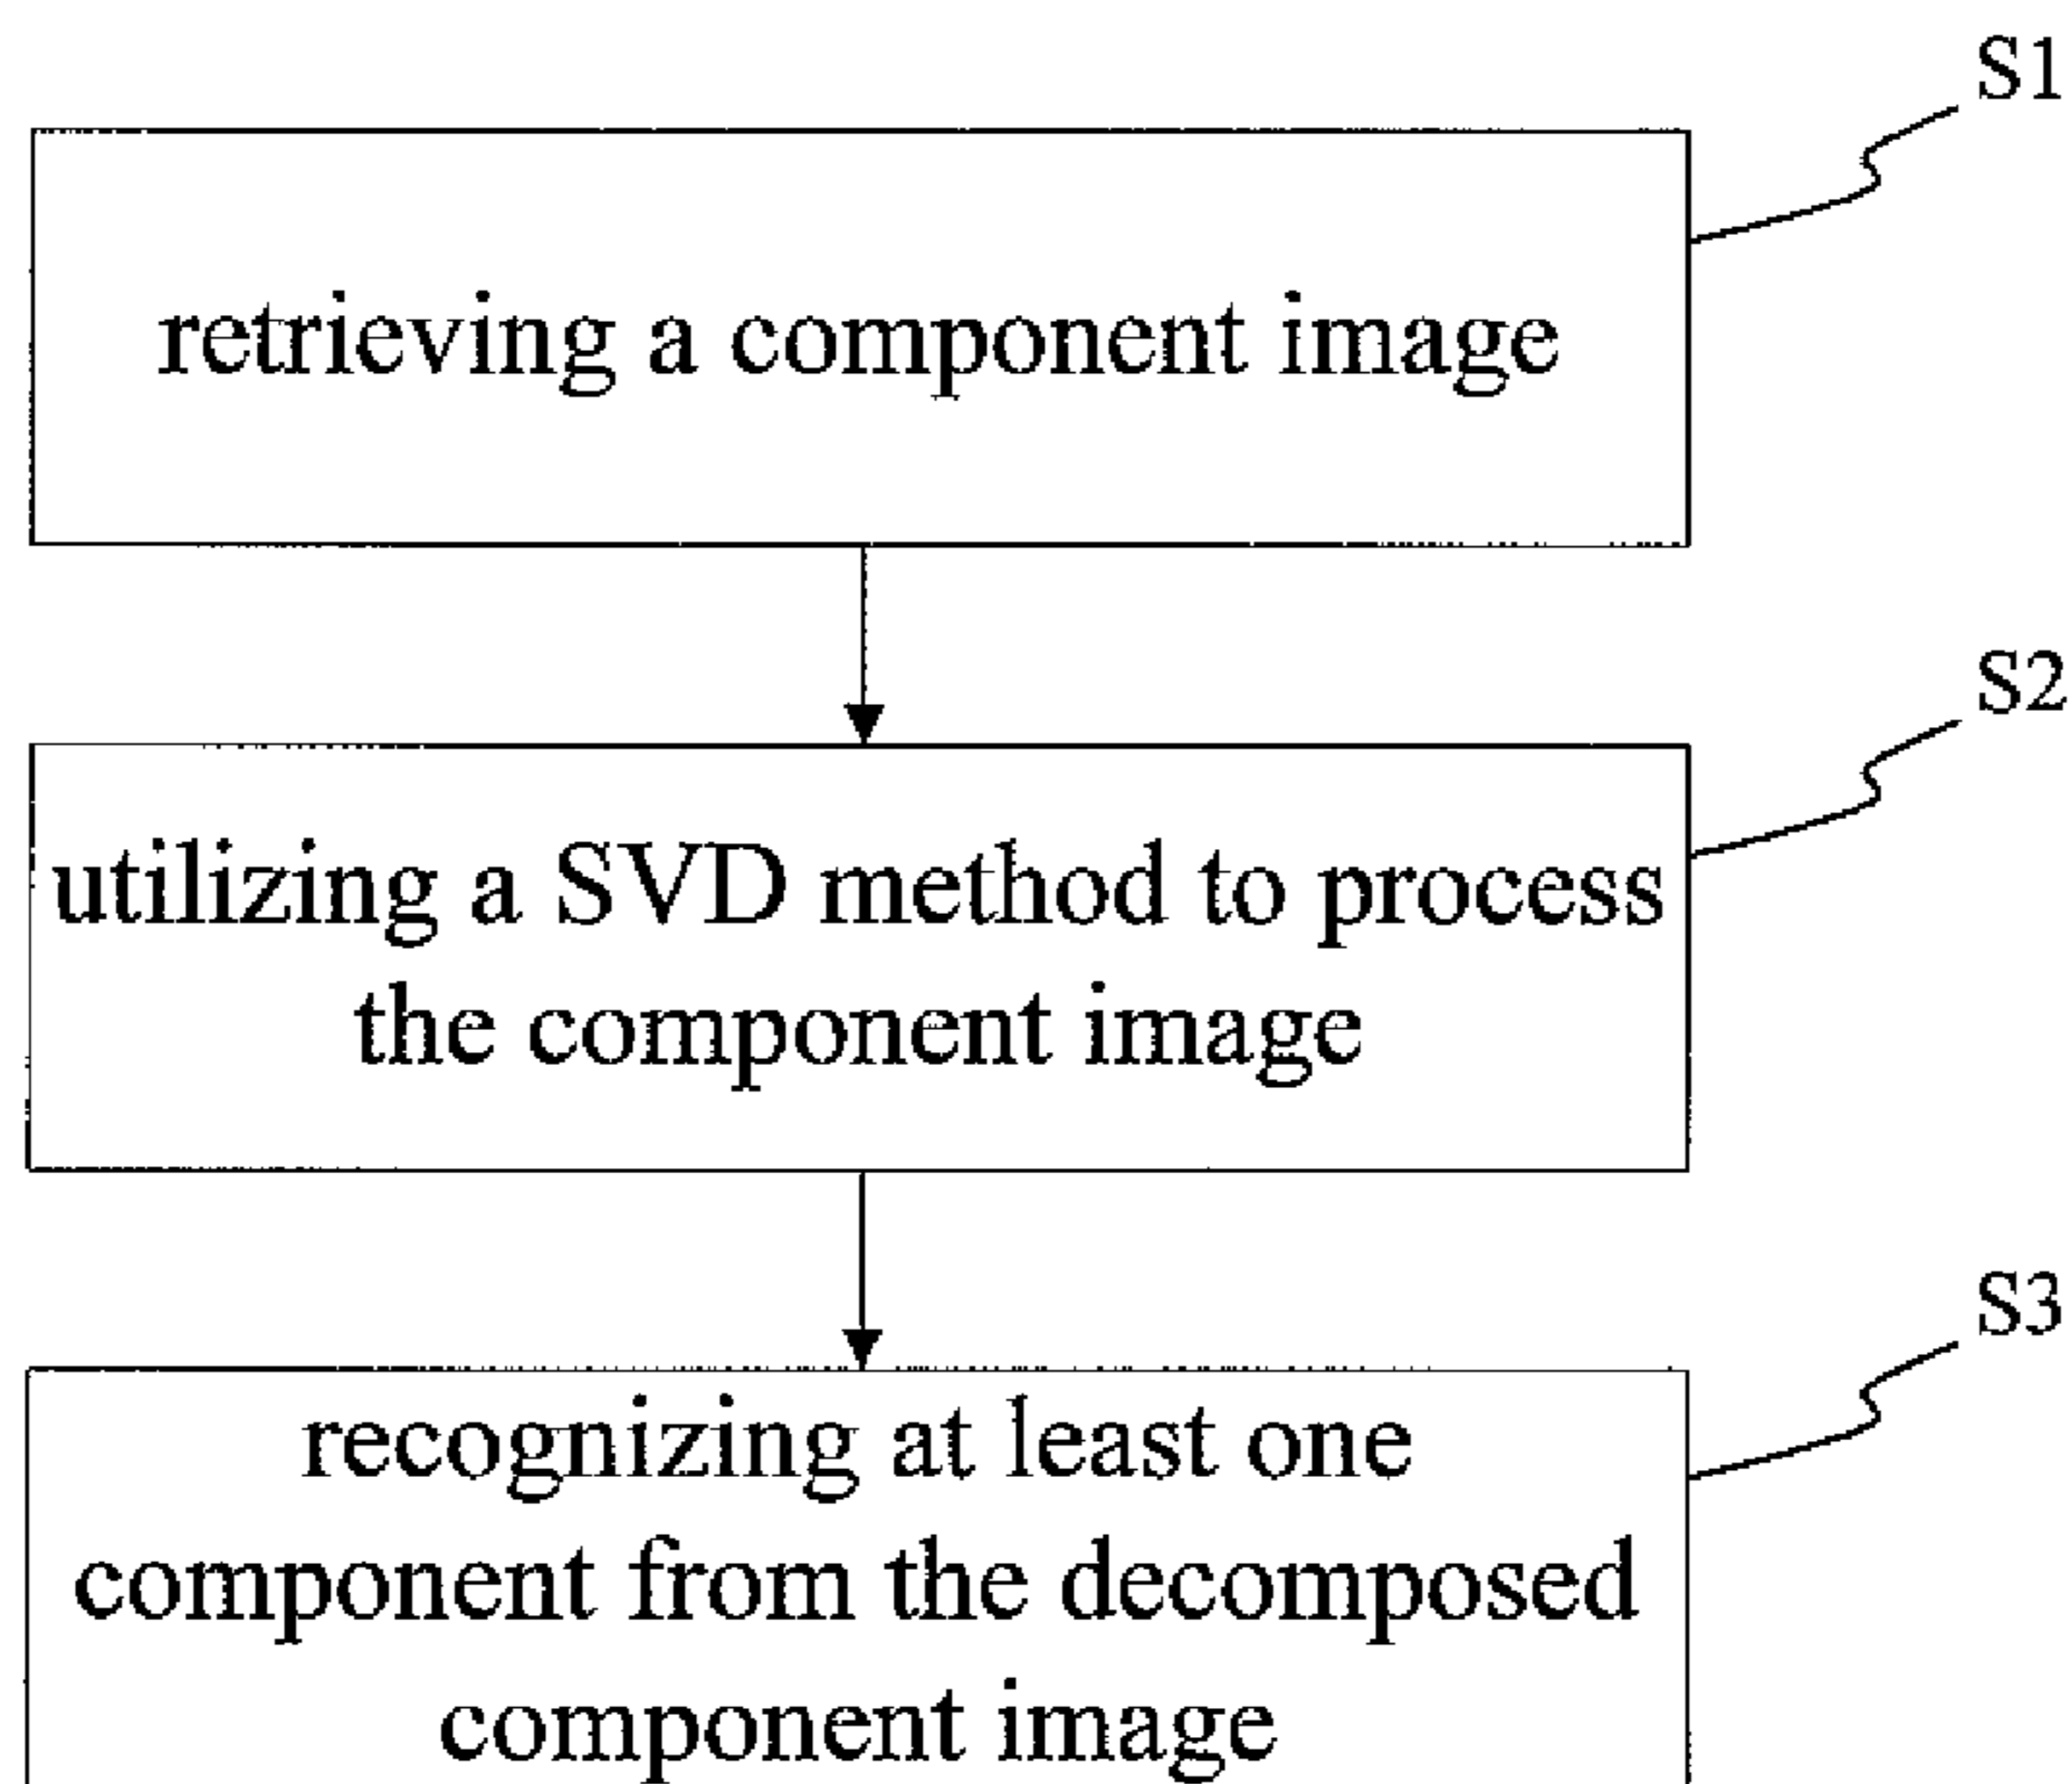 S1
retrieving a component image
S2
utilizing a SVD method to process
the component image
S3
recognizing at least one
component from the decomposed
component image